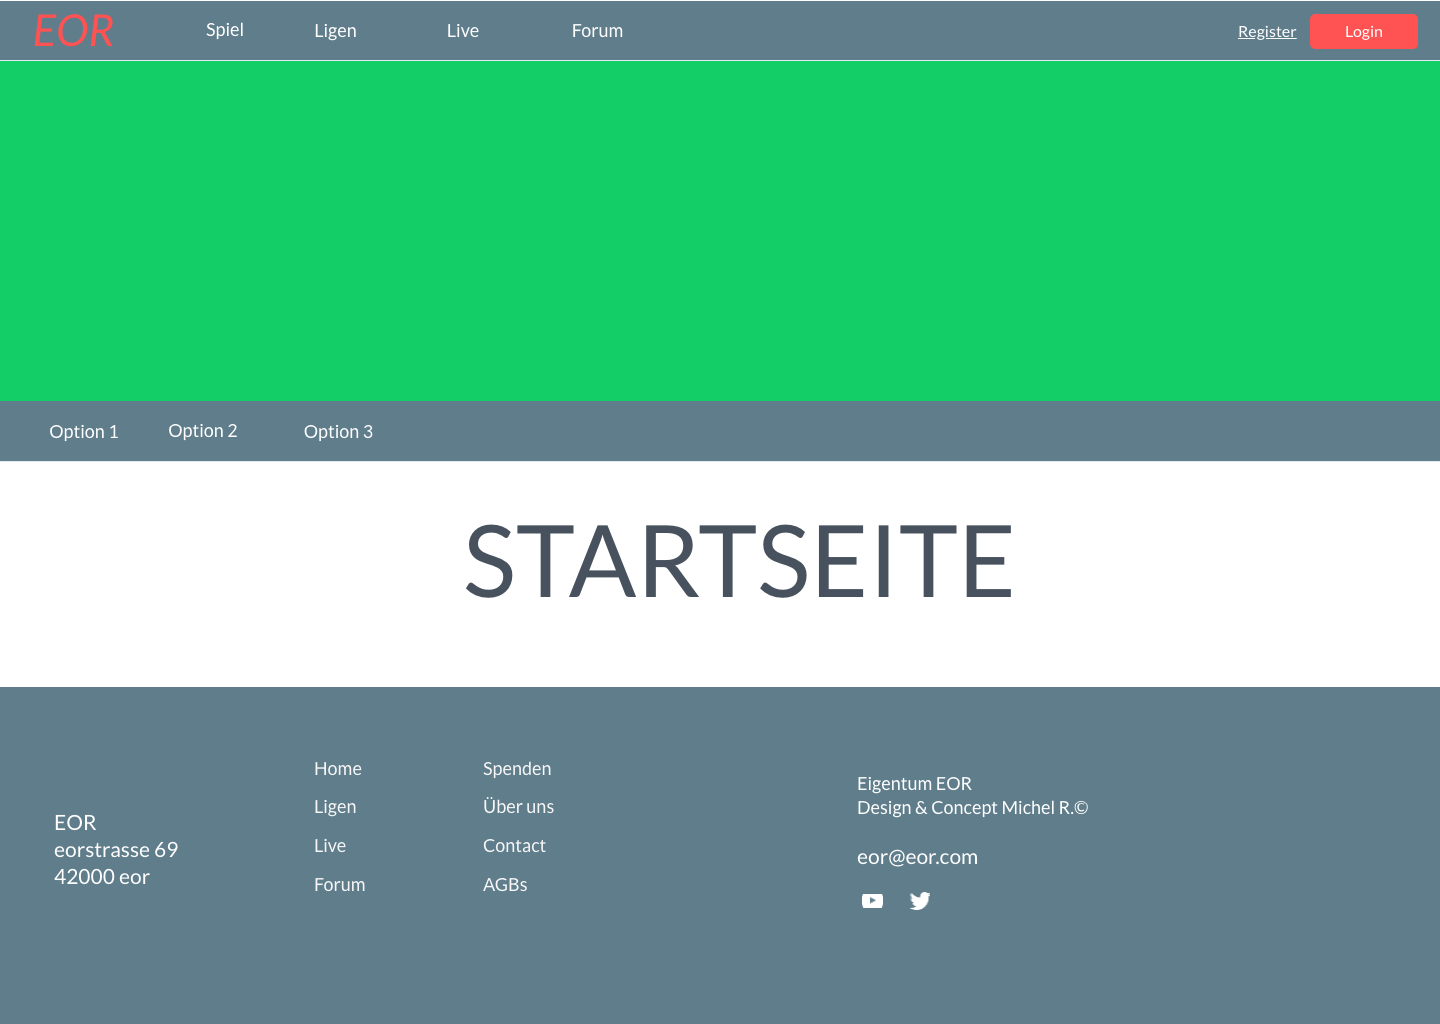 EOR
Spiel
Ligen
Live
Forum
Register
Login
Option 1
Option 2
Option 3
STARTSEITE
EOR
eorstrasse 69
42000 eor
Home
Ligen
Live
Forum
Spenden
Über uns
Contact
AGBs
Eigentum EOR
Design & Concept Michel R.©
eor@eor.com